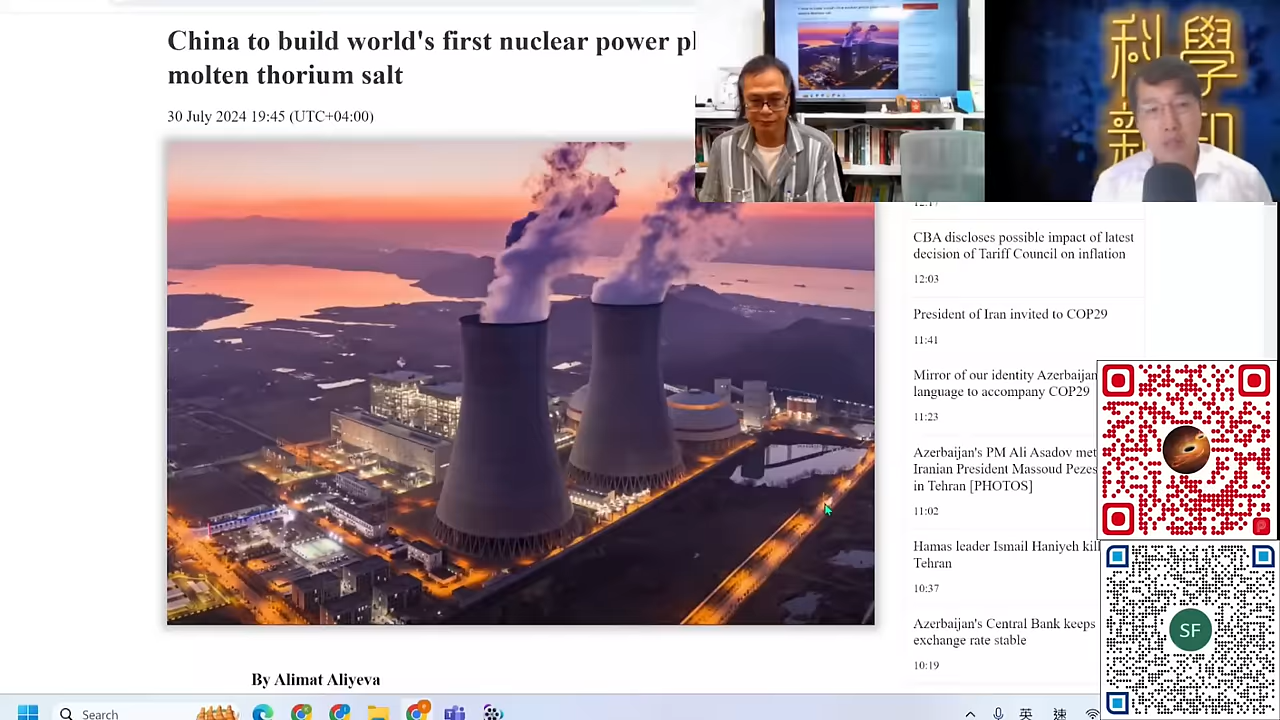 China to build world's first nuclear power pl
molten thorium salt
30 July 2024 19:45 (UTC+04:00)
科學
新知
CBA discloses possible impact of latest
decision of Tariff Council on inflation
12:03
President of Iran invited to COP29
11:41
Mirror of our identity Azerbaijan
language to accompany COP29
11:23
Azerbaijan's PM Ali Asadov met
Iranian President Massoud Pezes
in Tehran [PHOTOS]
11:02
Hamas leader Ismail Haniyeh kill
Tehran
10:37
Azerbaijan's Central Bank keeps
exchange rate stable
10:19
SF
By Alimat Aliyeva
Search
英
速